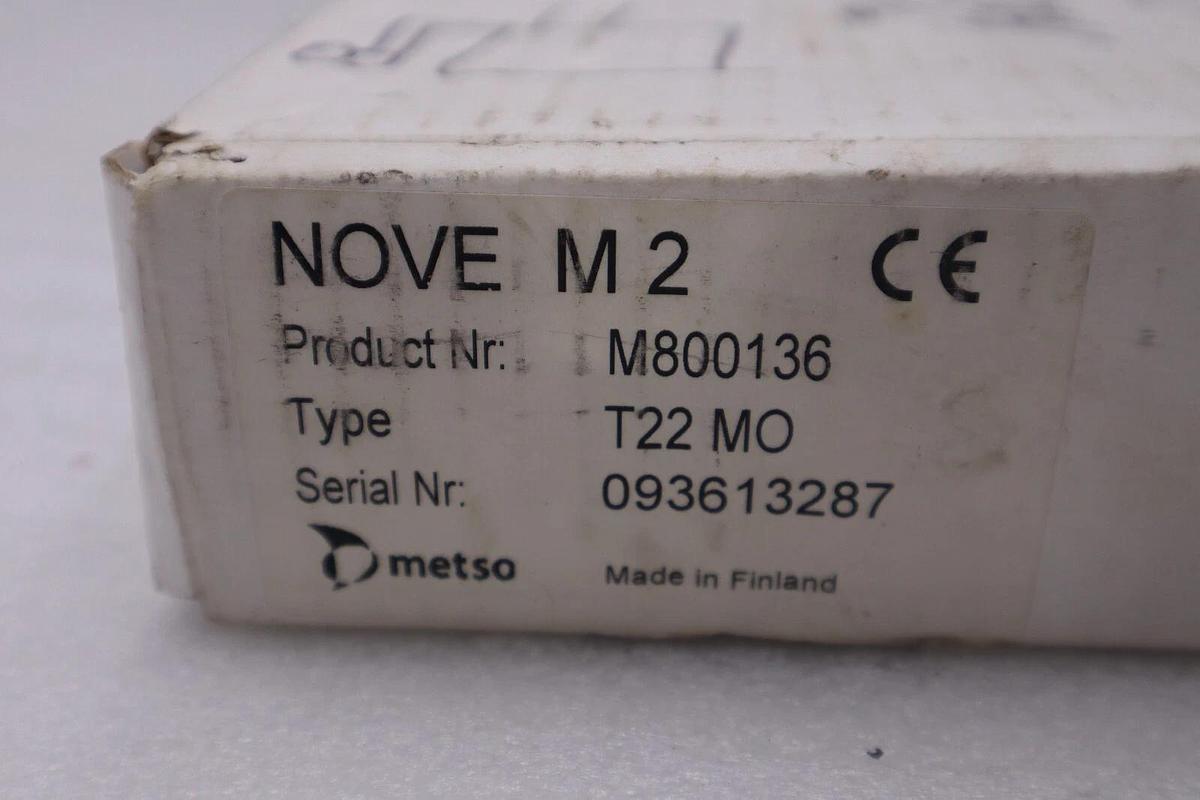 NOVE M 2 CE
Product Nr: M800136
Type T22 MO
Serial Nr: 093613287
metso Made in Finland